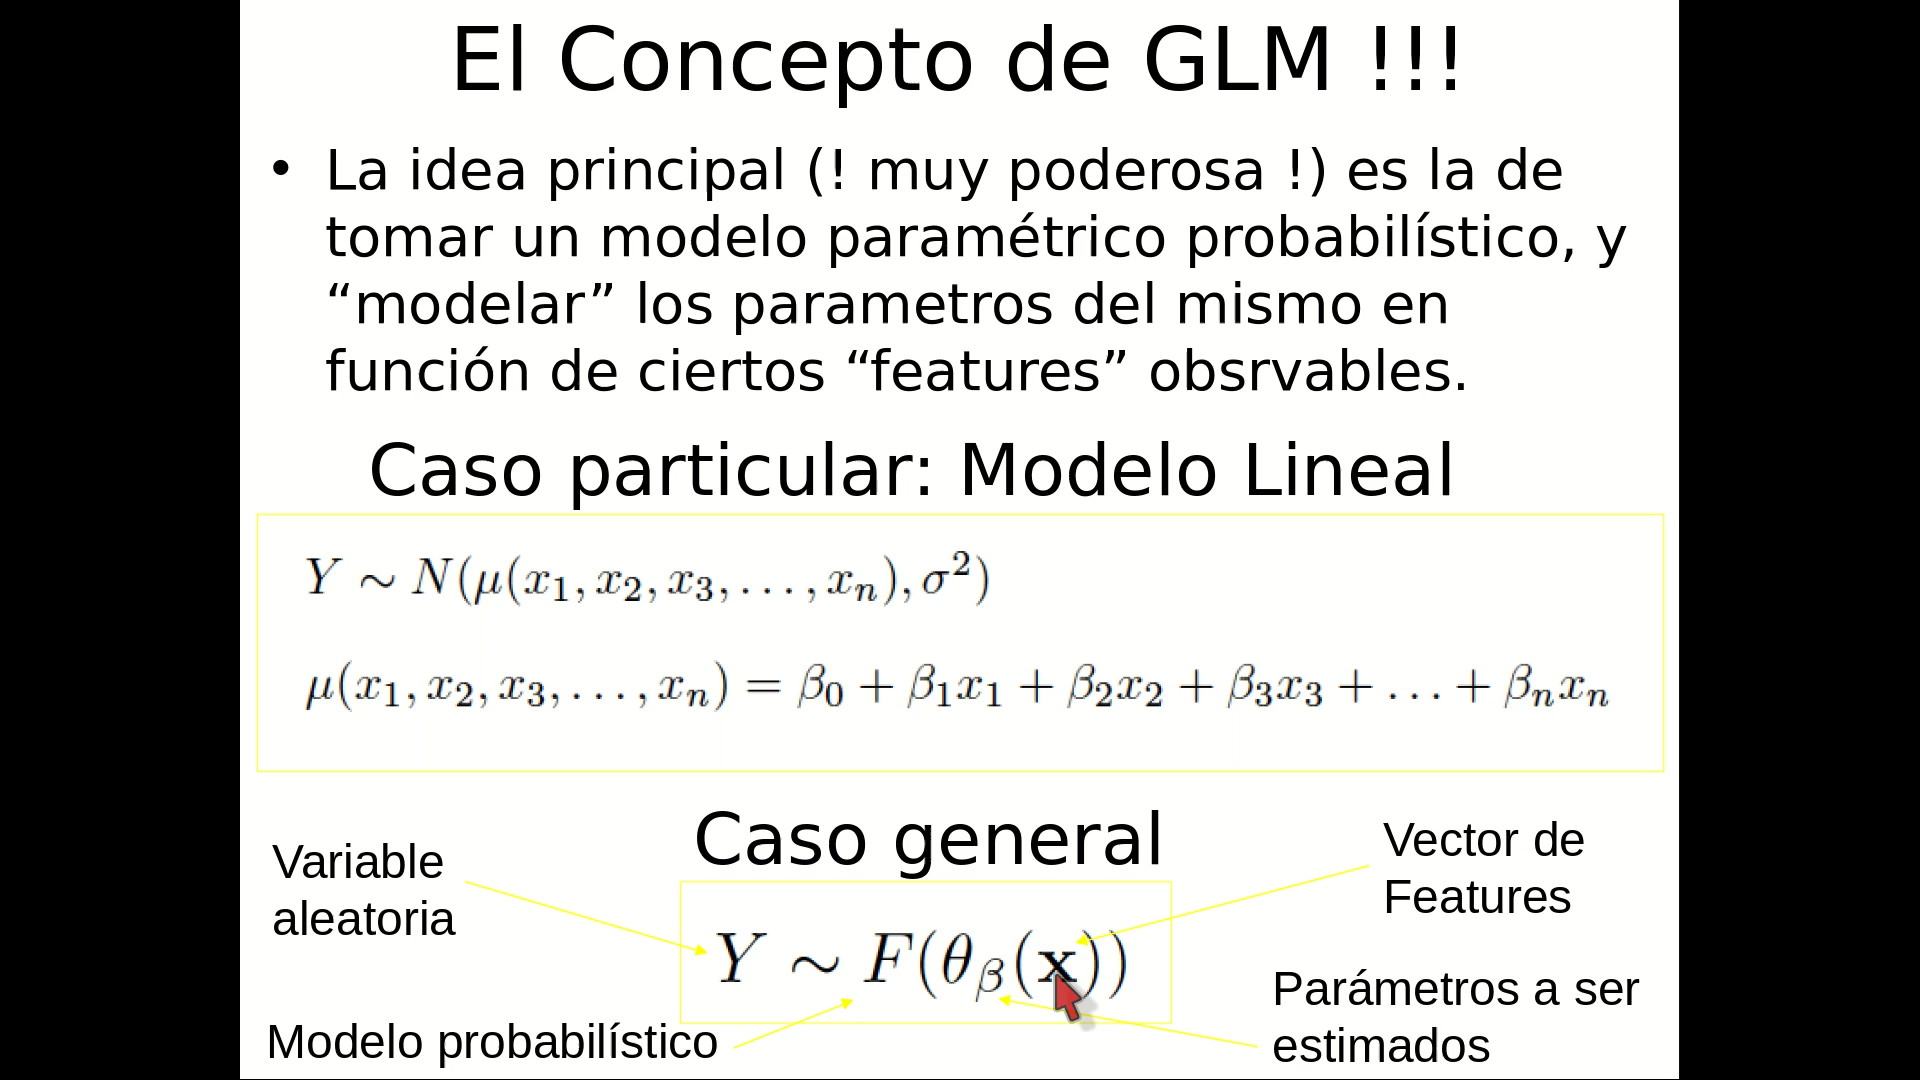 El Concepto de GLM !!!
• La idea principal (! muy poderosa !) es la de
tomar un modelo paramétrico probabilístico, y
“modelar” los parametros del mismo en
función de ciertos “features” obsrvables.
Caso particular: Modelo Lineal
Y ∼ N(μ(x₁, x₂, x₃, . . . , xₙ), σ²)
μ(x₁, x₂, x₃, . . . , xₙ) = β₀ + β₁x₁ + β₂x₂ + β₃x₃ + . . . + βₙxₙ
Caso general
Variable
aleatoria
Vector de
Features
Y ∼ F(θᵦ(x))
Modelo probabilístico
Parámetros a ser
estimados